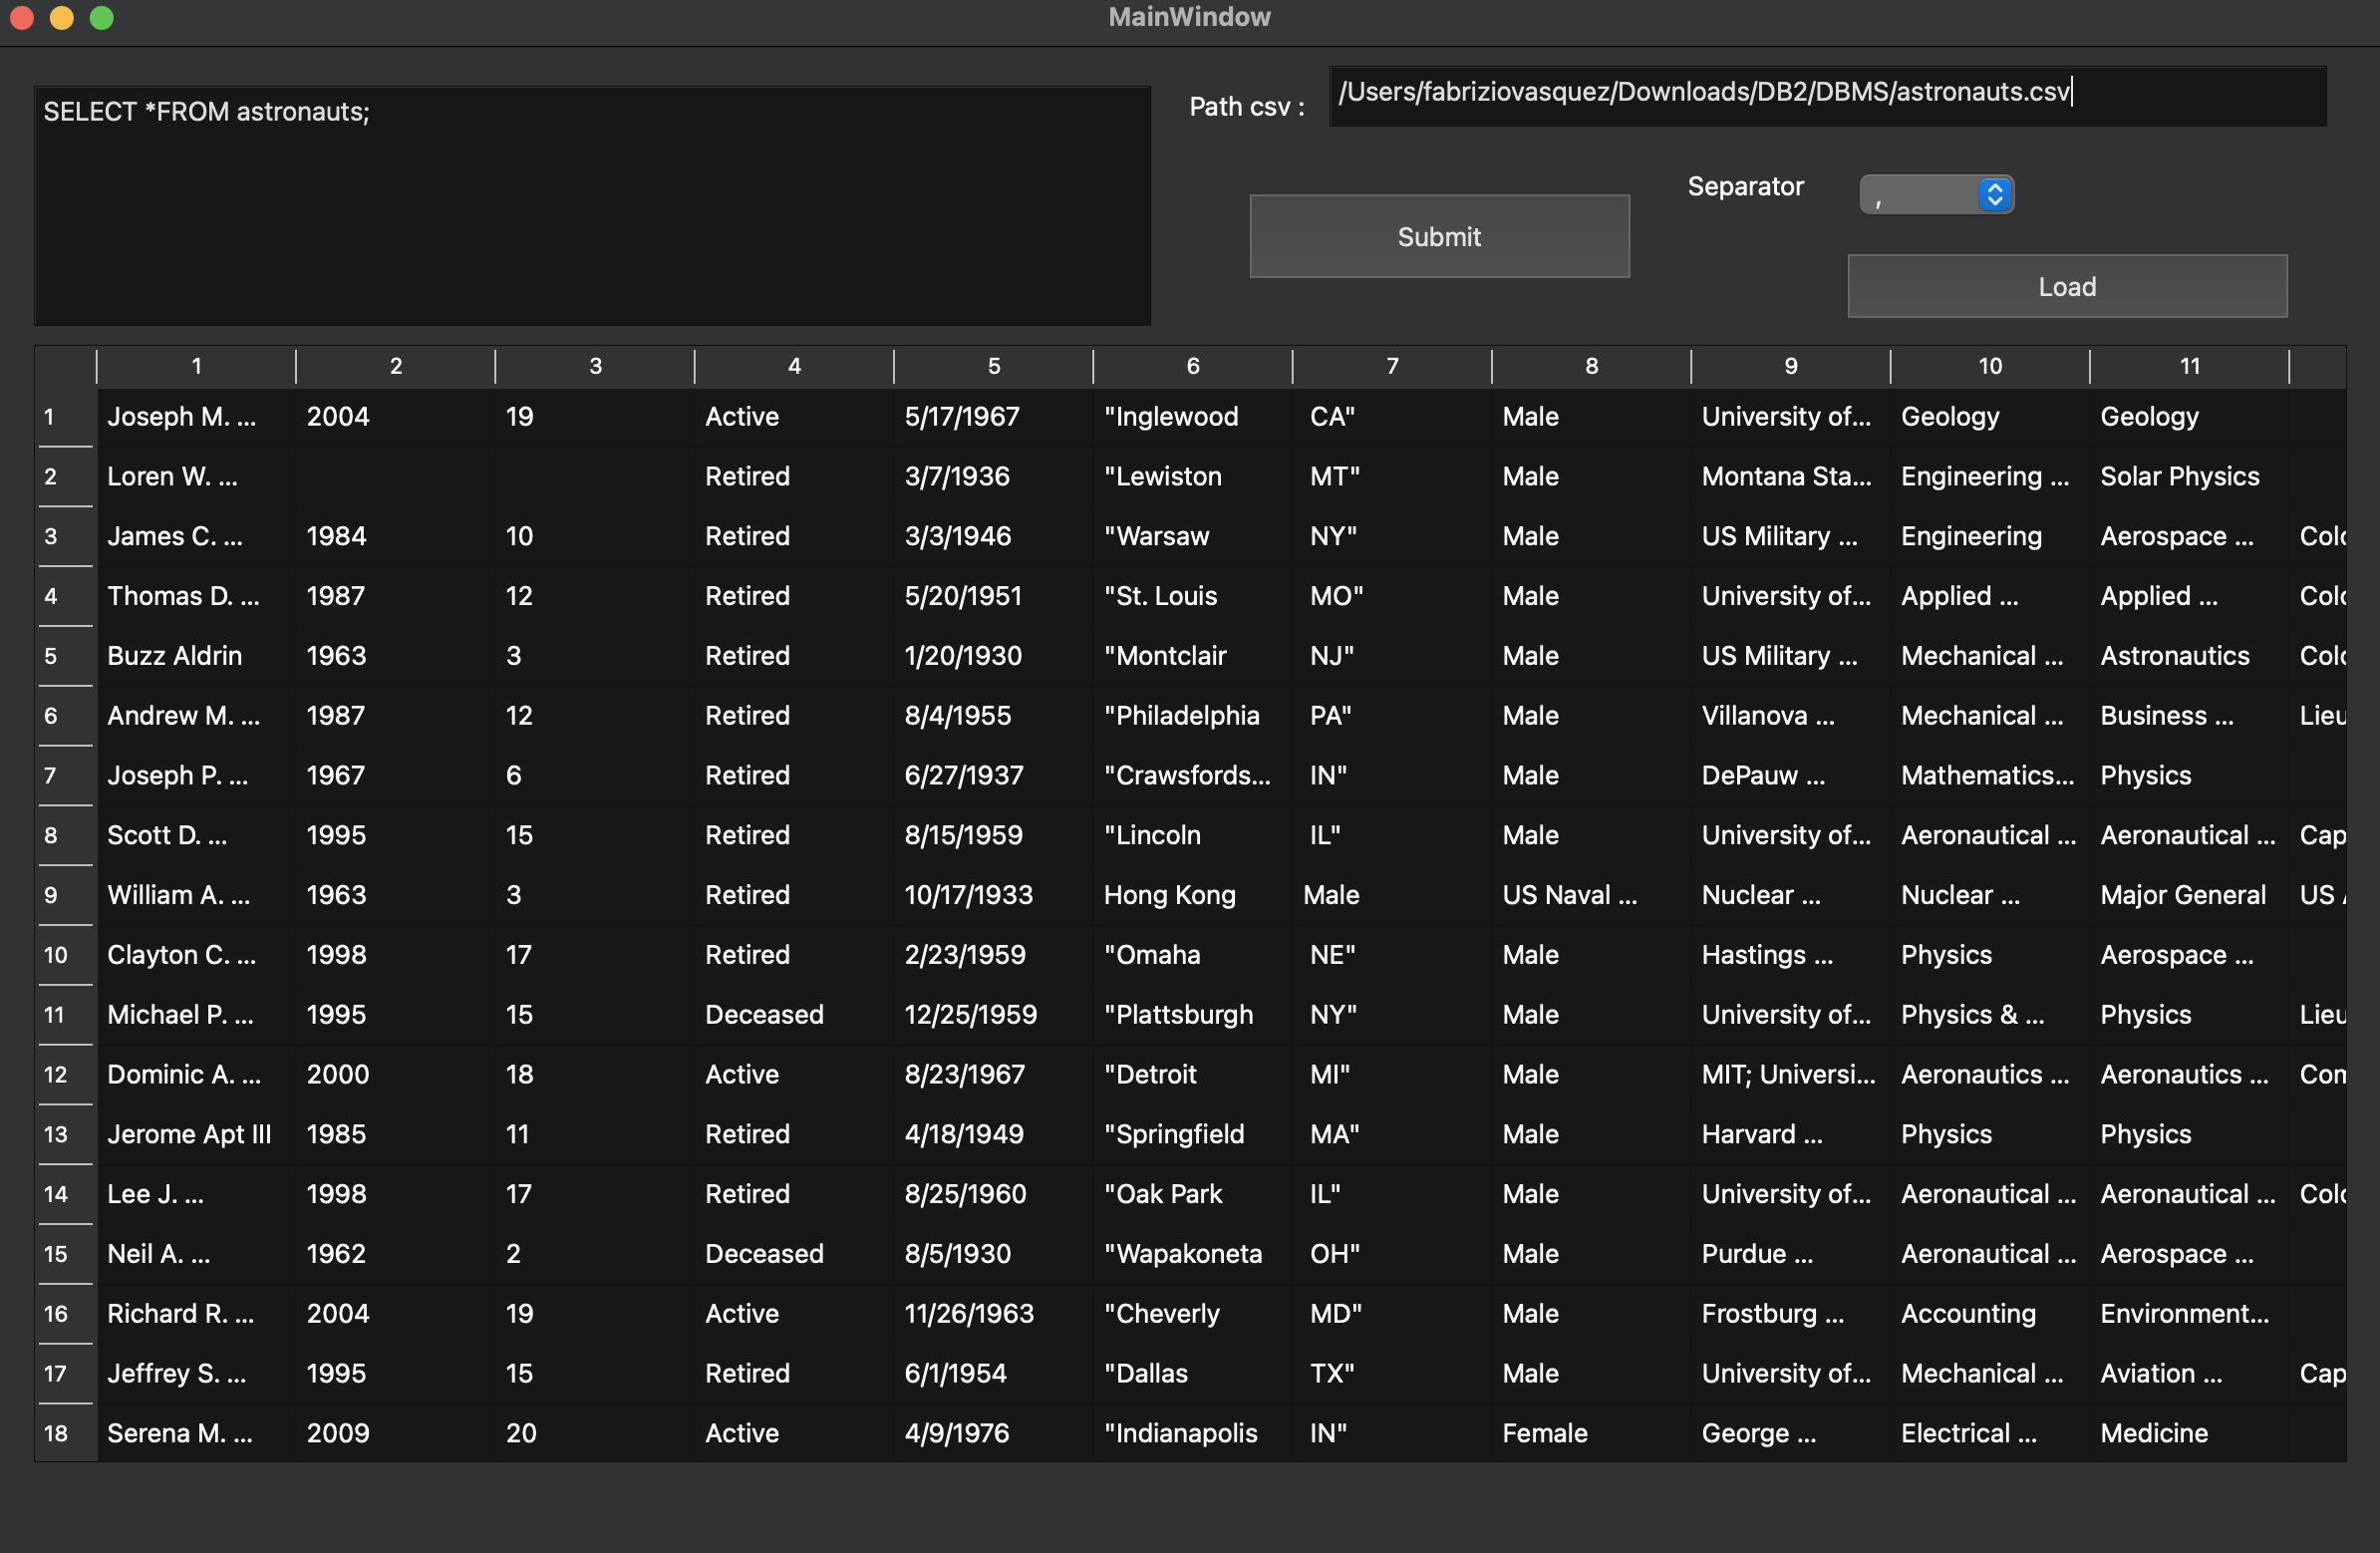 MainWindow
SELECT *FROM astronauts;
Path csv : /Users/fabriziovasquez/Downloads/DB2/DBMS/astronauts.csv
Separator ,
Submit
Load
1 2 3 4 5 6 7 8 9 10 11
1 Joseph M. ... 2004 19 Active 5/17/1967 "Inglewood CA" Male University of... Geology Geology
2 Loren W. ... Retired 3/7/1936 "Lewiston MT" Male Montana Sta... Engineering ... Solar Physics
3 James C. ... 1984 10 Retired 3/3/1946 "Warsaw NY" Male US Military ... Engineering Aerospace ...
4 Thomas D. ... 1987 12 Retired 5/20/1951 "St. Louis MO" Male University of... Applied ... Applied ...
5 Buzz Aldrin 1963 3 Retired 1/20/1930 "Montclair NJ" Male US Military ... Mechanical ... Astronautics
6 Andrew M. ... 1987 12 Retired 8/4/1955 "Philadelphia PA" Male Villanova ... Mechanical ... Business ...
7 Joseph P. ... 1967 6 Retired 6/27/1937 "Crawsfords... IN" Male DePauw ... Mathematics... Physics
8 Scott D. ... 1995 15 Retired 8/15/1959 "Lincoln IL" Male University of... Aeronautical ... Aeronautical ... Cap
9 William A. ... 1963 3 Retired 10/17/1933 Hong Kong Male US Naval ... Nuclear ... Nuclear ... Major General US
10 Clayton C. ... 1998 17 Retired 2/23/1959 "Omaha NE" Male Hastings ... Physics Aerospace ...
11 Michael P. ... 1995 15 Deceased 12/25/1959 "Plattsburgh NY" Male University of... Physics & ... Physics
12 Dominic A. ... 2000 18 Active 8/23/1967 "Detroit MI" Male MIT; Universi... Aeronautics ... Aeronautics ...
13 Jerome Apt III 1985 11 Retired 4/18/1949 "Springfield MA" Male Harvard ... Physics Physics
14 Lee J. ... 1998 17 Retired 8/25/1960 "Oak Park IL" Male University of... Aeronautical ... Aeronautical ...
15 Neil A. ... 1962 2 Deceased 8/5/1930 "Wapakoneta OH" Male Purdue ... Aeronautical ... Aerospace ...
16 Richard R. ... 2004 19 Active 11/26/1963 "Cheverly MD" Male Frostburg ... Accounting Environment...
17 Jeffrey S. ... 1995 15 Retired 6/1/1954 "Dallas TX" Male University of... Mechanical ... Aviation ... Cap
18 Serena M. ... 2009 20 Active 4/9/1976 "Indianapolis IN" Female George ... Electrical ... Medicine